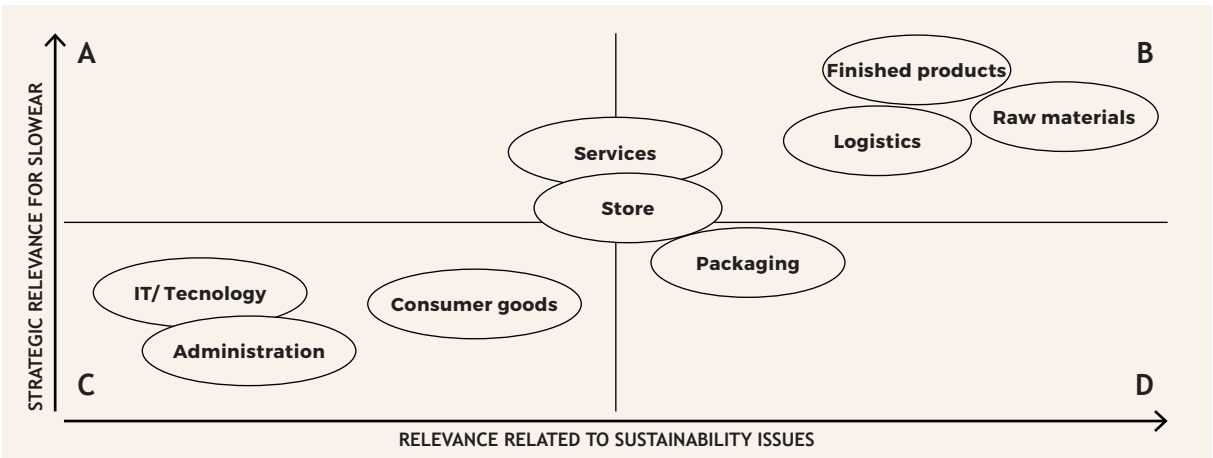 A
B
Finished products
Raw materials
Logistics
Services
Store
Packaging
IT/ Tecnology
Consumer goods
Administration
C
D
STRATEGIC RELEVANCE FOR SLOWEAR
RELEVANCE RELATED TO SUSTAINABILITY ISSUES